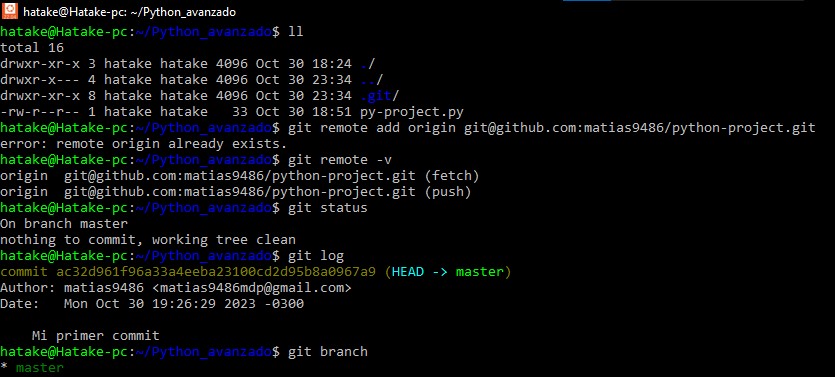 hatake@Hatake-pc: ~/Python_avanzado
hatake@Hatake-pc:~/Python_avanzado$ ll
total 16
drwxr-xr-x 3 hatake hatake 4096 Oct 30 18:24 ./
drwxr-x--- 4 hatake hatake 4096 Oct 30 23:34 ../
drwxr-xr-x 8 hatake hatake 4096 Oct 30 23:34 .git/
-rw-r--r-- 1 hatake hatake   33 Oct 30 18:51 py-project.py
hatake@Hatake-pc:~/Python_avanzado$ git remote add origin git@github.com:matias9486/python-project.git
error: remote origin already exists.
hatake@Hatake-pc:~/Python_avanzado$ git remote -v
origin  git@github.com:matias9486/python-project.git (fetch)
origin  git@github.com:matias9486/python-project.git (push)
hatake@Hatake-pc:~/Python_avanzado$ git status
On branch master
nothing to commit, working tree clean
hatake@Hatake-pc:~/Python_avanzado$ git log
commit ac32d961f96a33a4eeba23100cd2d95b8a0967a9 (HEAD -> master)
Author: matias9486 <matias9486mdp@gmail.com>
Date:   Mon Oct 30 19:26:29 2023 -0300
    Mi primer commit
hatake@Hatake-pc:~/Python_avanzado$ git branch
* master